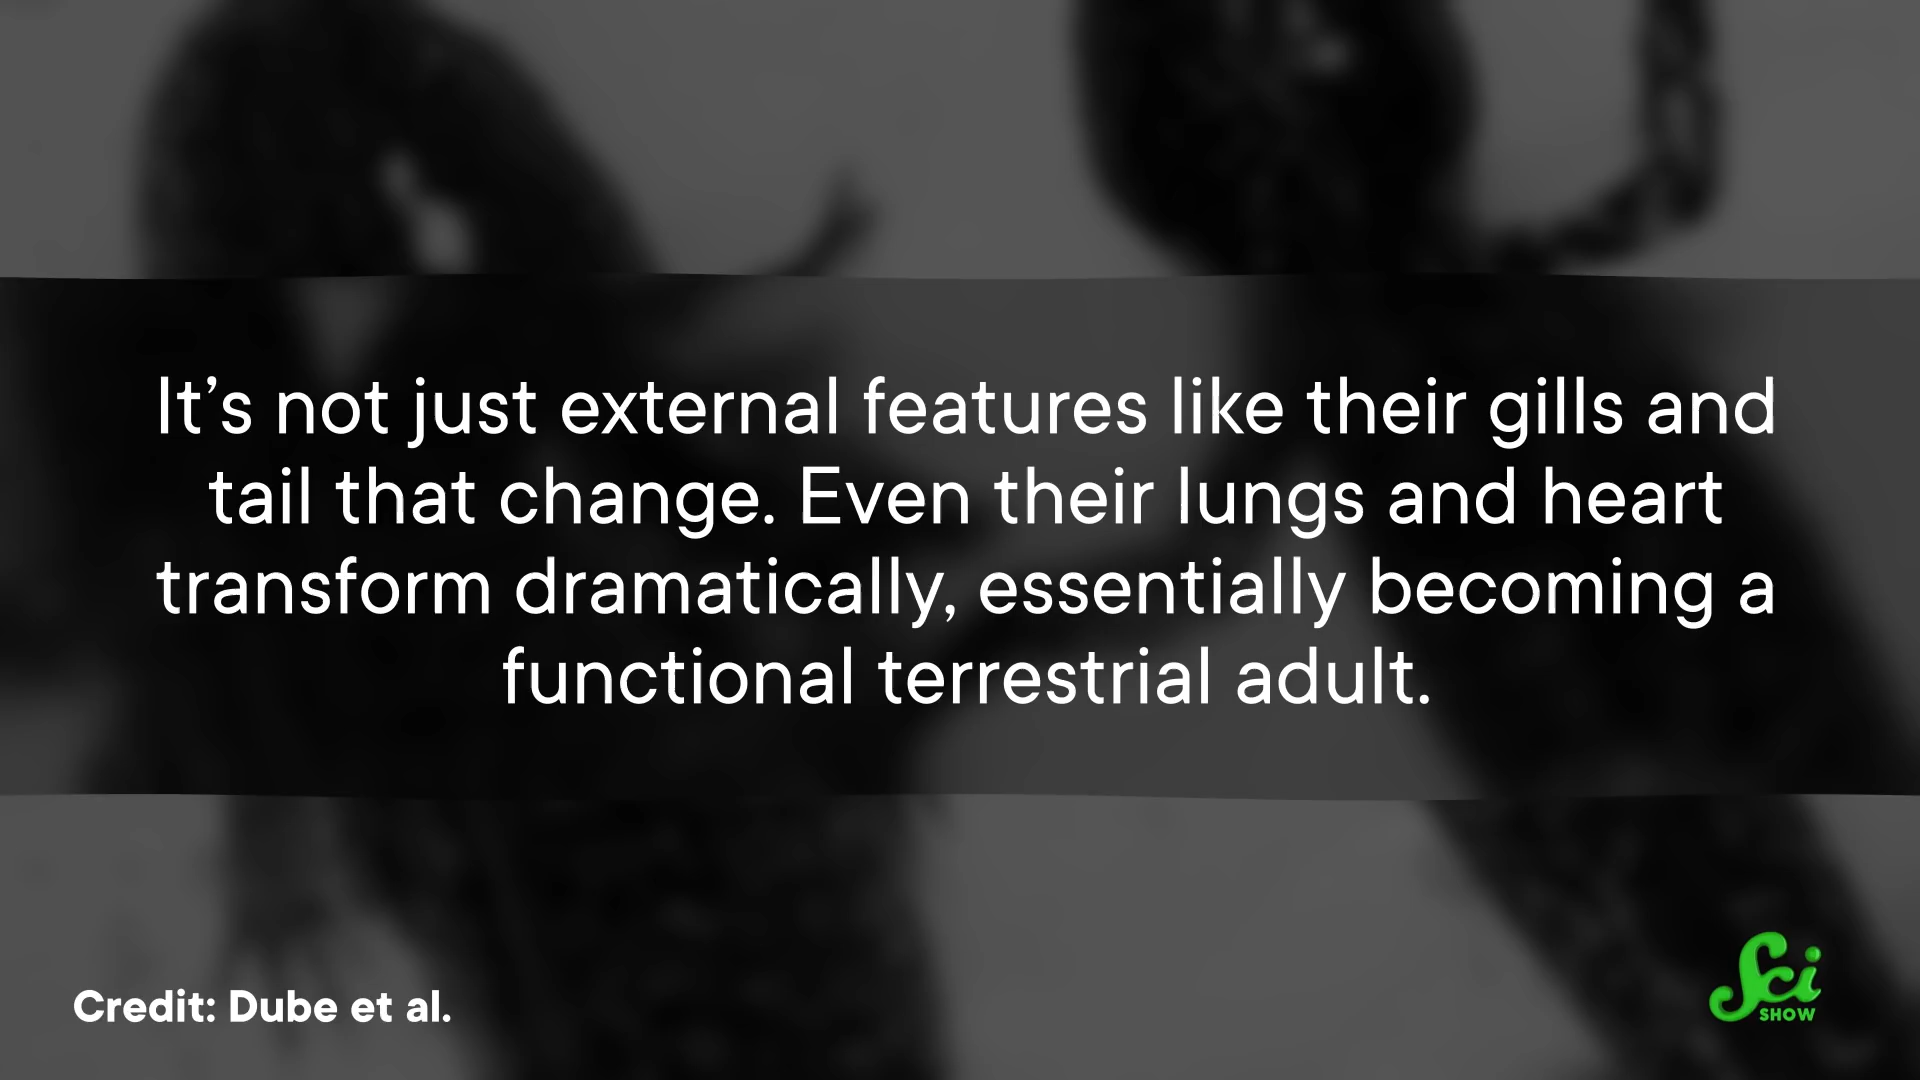 It’s not just external features like their gills and
tail that change. Even their lungs and heart
transform dramatically, essentially becoming a
functional terrestrial adult.
Credit: Dube et al.
Sci
SHOW